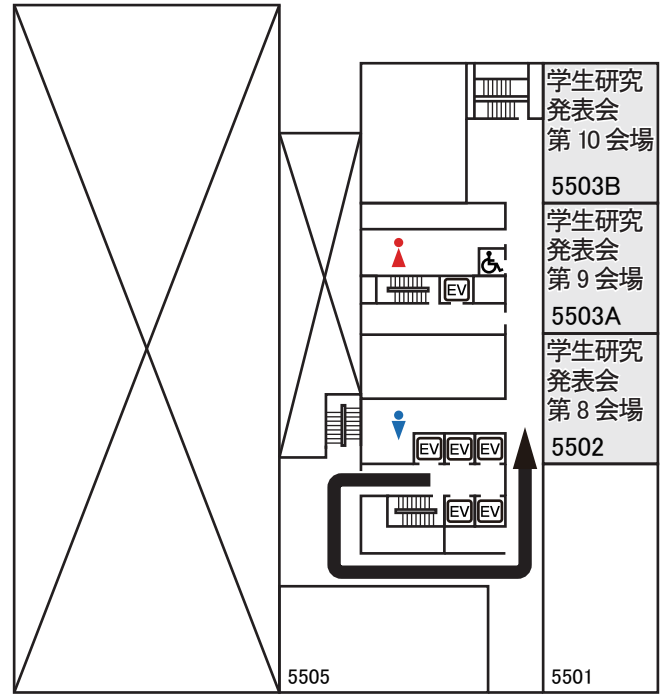 学生研究
発表会
第 10 会場
5503B
学生研究
発表会
第 9 会場
5503A
EV
学生研究
発表会
第 8 会場
5502
EV EV EV
EV EV
5505
5501